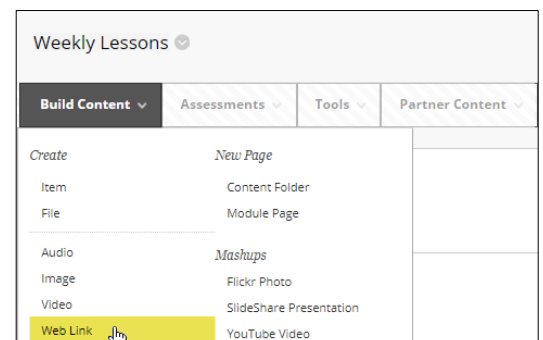 Weekly Lessons
Build Content Assessments Tools Partner Content
Create
Item
File
Audio
Image
Video
Web Link
New Page
Content Folder
Module Page
Mashups
Flickr Photo
SlideShare Presentation
YouTube Video